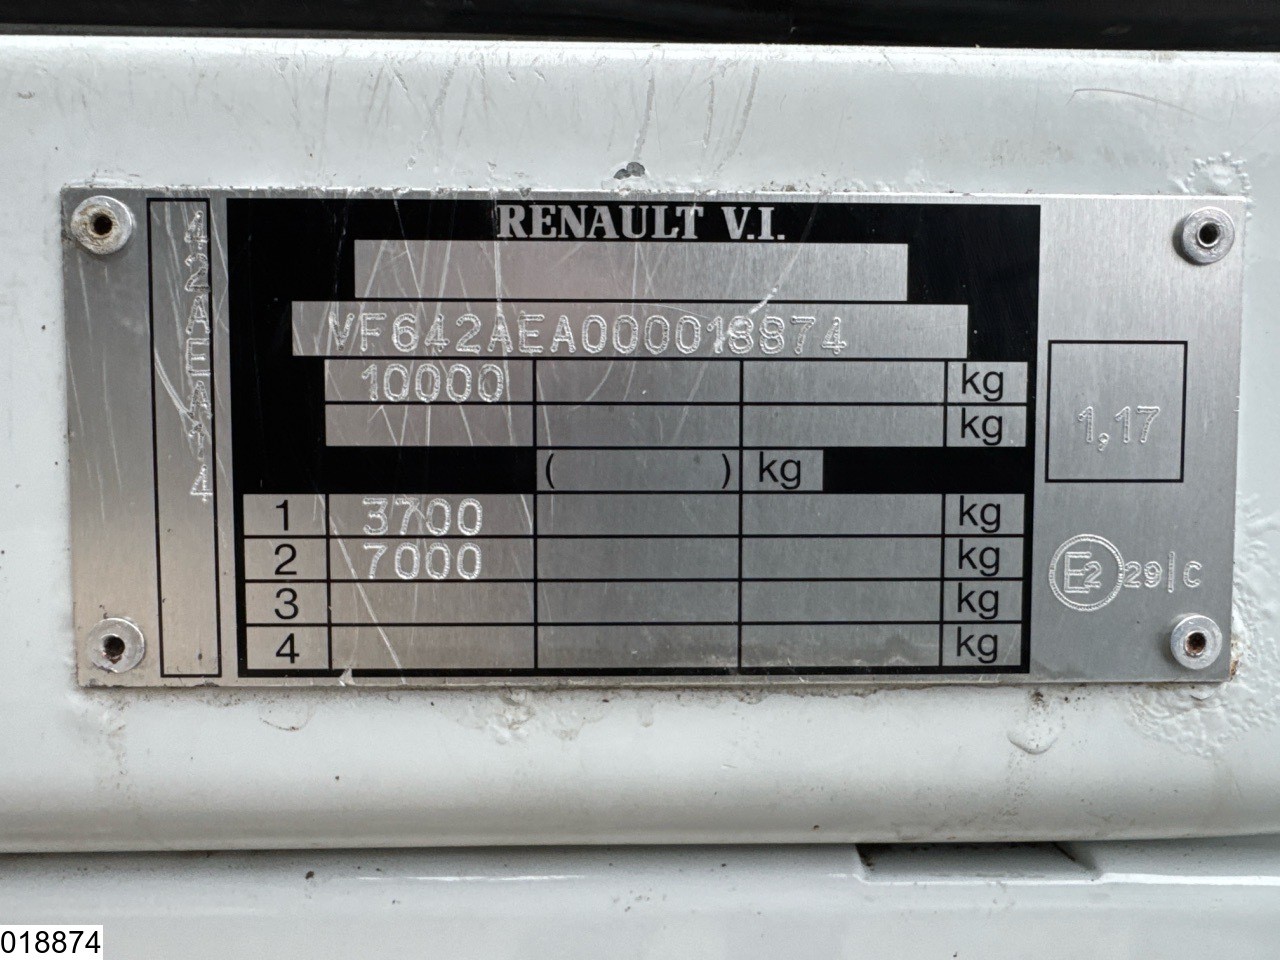 42AEAA14
RENAULT V.I.
VF642AEA000018874
10000 kg
kg
( ) kg
1 3700 kg
2 7000 kg
3 kg
4 kg
1,17
E2 29|C
018874